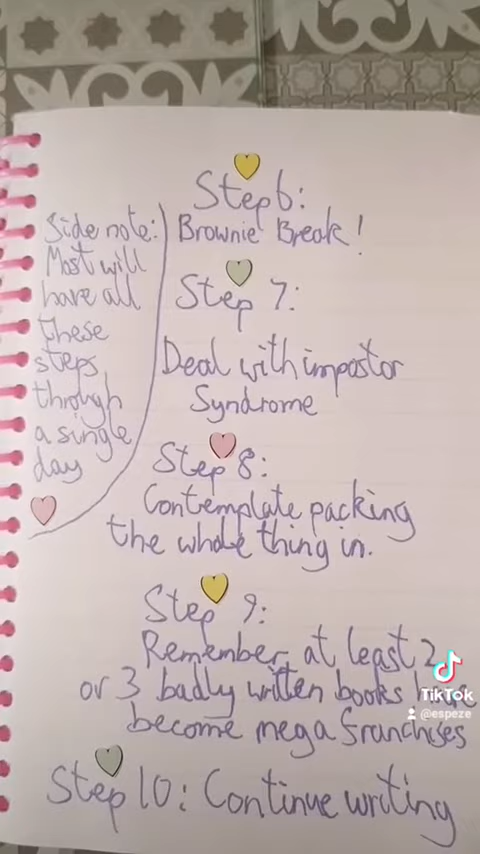 Step 6:
Brownie Break!
Side note:
Most will
have all
these
steps
through
a single
day
Step 7:
Deal with impostor
Syndrome
Step 8:
Contemplate packing
the whole thing in.
Step 9:
Remember at least 2
or 3 badly written books have
become mega franchises
Step 10: Continue writing
TikTok
@espeze